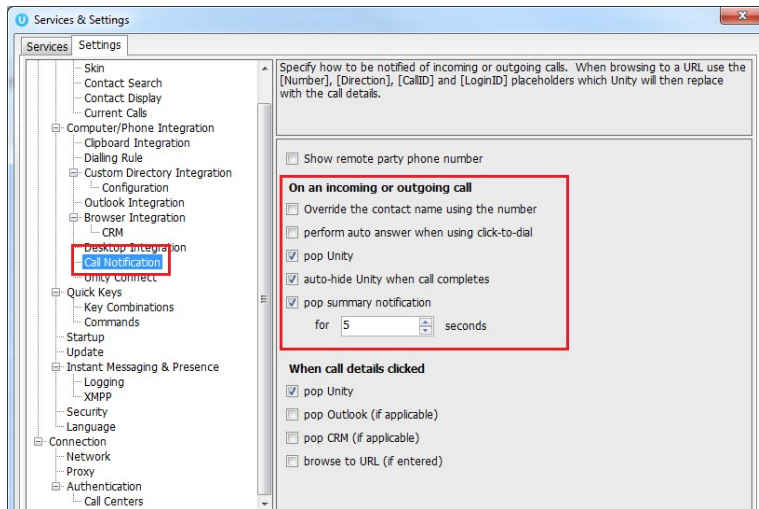 Services & Settings
Services
Settings
Skin
Contact Search
Contact Display
Current Calls
Computer/Phone Integration
Clipboard Integration
Dialling Rule
Custom Directory Integration
Configuration
Outlook Integration
Browser Integration
CRM
Desktop Integration
Call Notification
Unity Connect
Quick Keys
Key Combinations
Commands
Startup
Update
Instant Messaging & Presence
Logging
XMPP
Security
Language
Connection
Network
Proxy
Authentication
Call Centers
Specify how to be notified of incoming or outgoing calls. When browsing to a URL use the
[Number], [Direction], [CallID] and [LoginID] placeholders which Unity will then replace
with the call details.
Show remote party phone number
On an incoming or outgoing call
Override the contact name using the number
perform auto answer when using click-to-dial
pop Unity
auto-hide Unity when call completes
pop summary notification
for 5 seconds
When call details clicked
pop Unity
pop Outlook (if applicable)
pop CRM (if applicable)
browse to URL (if entered)